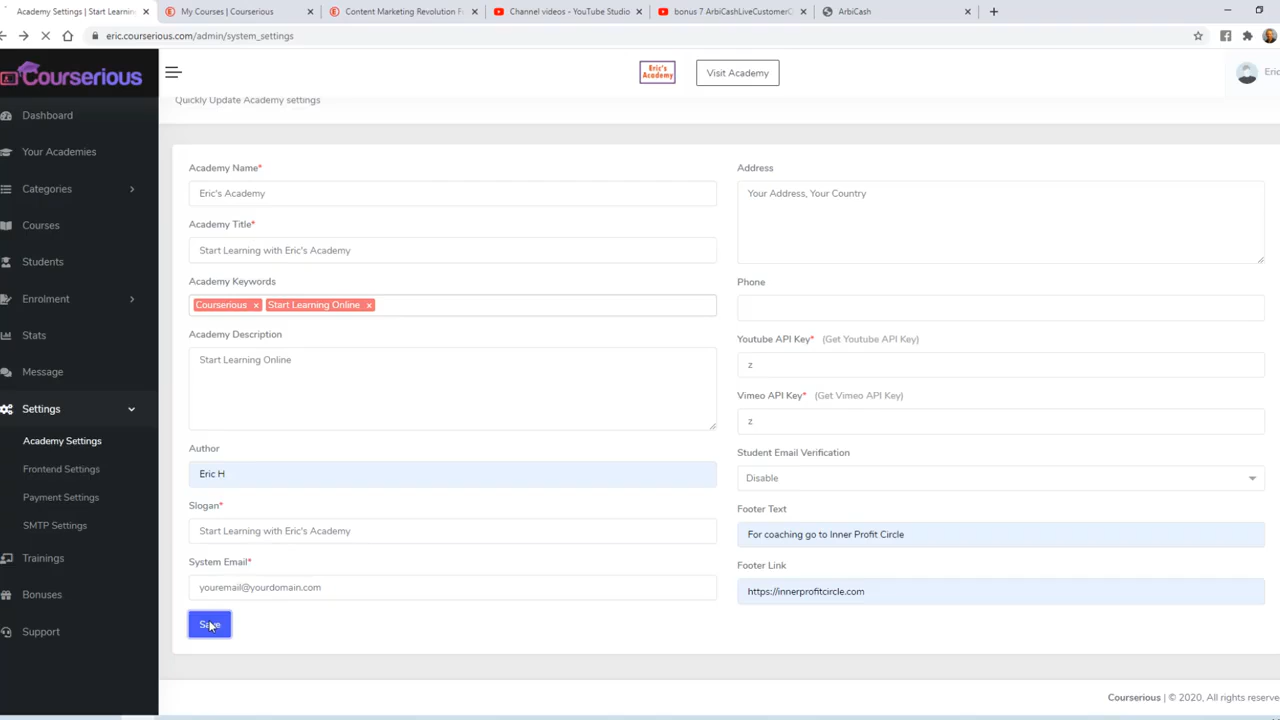 Academy Settings | Start Learnin
My Courses | Courserious
Content Marketing Revolution F
Channel videos - YouTube Studio
bonus 7 ArbiCashLiveCustomerC
ArbiCash
eric.courserious.com/admin/system_settings
Courserious
Eric's
Academy
Visit Academy
Eric
Dashboard
Your Academies
Categories
Courses
Students
Enrolment
Stats
Message
Settings
Academy Settings
Frontend Settings
Payment Settings
SMTP Settings
Trainings
Bonuses
Support
Quickly Update Academy settings
Academy Name*
Eric's Academy
Academy Title*
Start Learning with Eric's Academy
Academy Keywords
Courserious x Start Learning Online x
Academy Description
Start Learning Online
Author
Eric H
Slogan*
Start Learning with Eric's Academy
System Email*
youremail@yourdomain.com
Save
Address
Your Address, Your Country
Phone
Youtube API Key* (Get Youtube API Key)
z
Vimeo API Key* (Get Vimeo API Key)
z
Student Email Verification
Disable
Footer Text
For coaching go to Inner Profit Circle
Footer Link
https://innerprofitcircle.com
Courserious | © 2020, All rights reserve